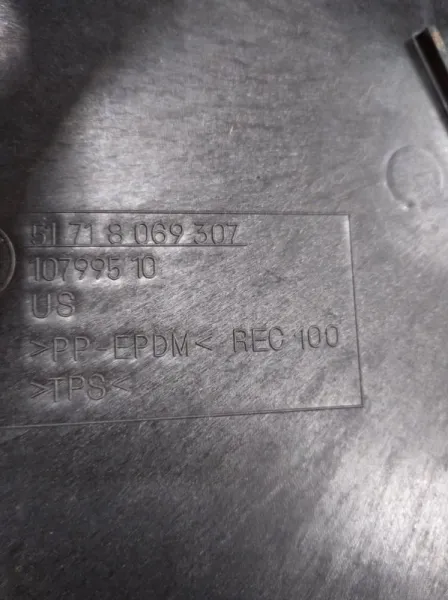 51 71 8 069 307
107995 10
US
>PP-EPDM< REC 100
>TPS<